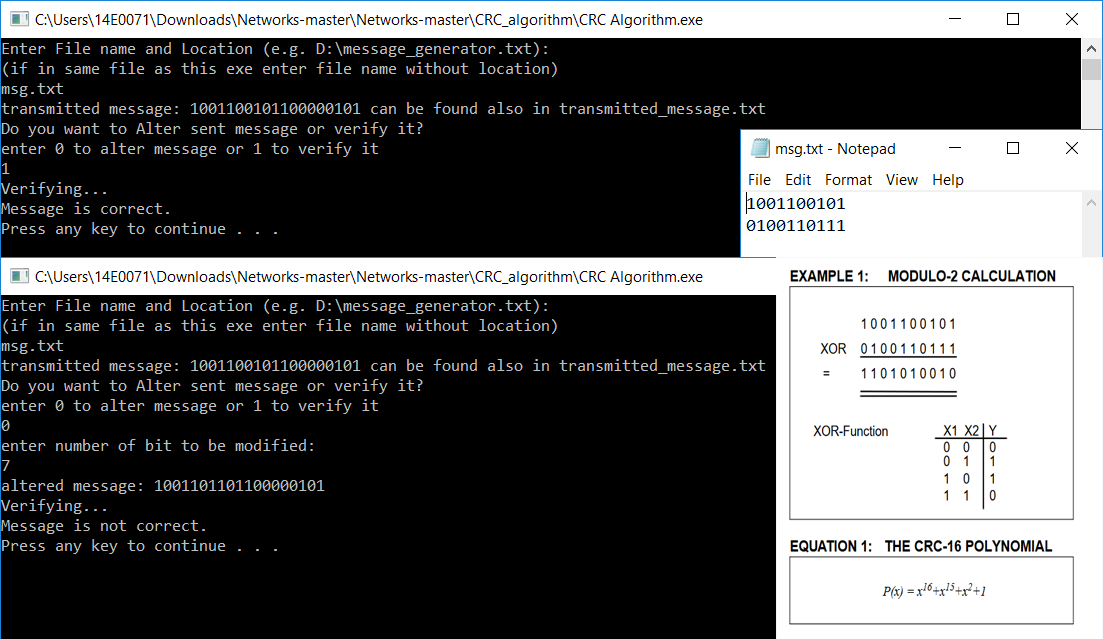 C:\Users\14E0071\Downloads\Networks-master\Networks-master\CRC_algorithm\CRC Algorithm.exe
Enter File name and Location (e.g. D:\message_generator.txt):
(if in same file as this exe enter file name without location)
msg.txt
transmitted message: 1001100101100000101 can be found also in transmitted_message.txt
Do you want to Alter sent message or verify it?
enter 0 to alter message or 1 to verify it
1
Verifying...
Message is correct.
Press any key to continue . . .
msg.txt - Notepad
File Edit Format View Help
1001100101
0100110111
C:\Users\14E0071\Downloads\Networks-master\Networks-master\CRC_algorithm\CRC Algorithm.exe
Enter File name and Location (e.g. D:\message_generator.txt):
(if in same file as this exe enter file name without location)
msg.txt
transmitted message: 1001100101100000101 can be found also in transmitted_message.txt
Do you want to Alter sent message or verify it?
enter 0 to alter message or 1 to verify it
0
enter number of bit to be modified:
7
altered message: 1001101101100000101
Verifying...
Message is not correct.
Press any key to continue . . .
EXAMPLE 1: MODULO-2 CALCULATION
1001100101
XOR 0100110111
= 1101010010
XOR-Function
X1 X2 Y
0 0 0
0 1 1
1 0 1
1 1 0
EQUATION 1: THE CRC-16 POLYNOMIAL
P(x) = x¹⁶+x¹⁵+x²+1